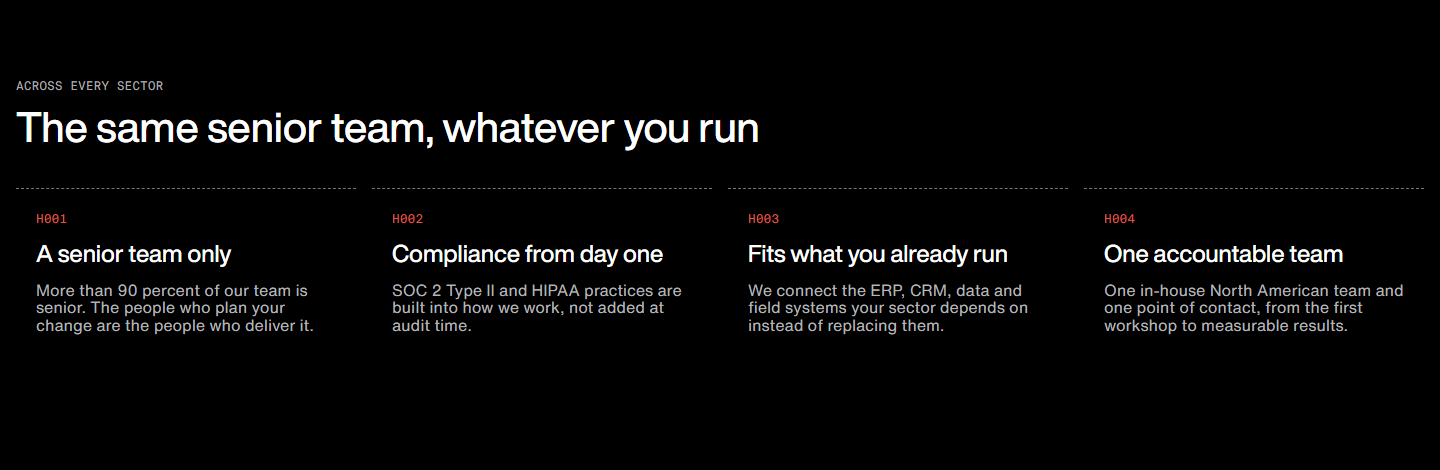 ACROSS EVERY SECTOR
The same senior team, whatever you run
H001
A senior team only
More than 90 percent of our team is
senior. The people who plan your
change are the people who deliver it.
H002
Compliance from day one
SOC 2 Type II and HIPAA practices are
built into how we work, not added at
audit time.
H003
Fits what you already run
We connect the ERP, CRM, data and
field systems your sector depends on
instead of replacing them.
H004
One accountable team
One in-house North American team and
one point of contact, from the first
workshop to measurable results.